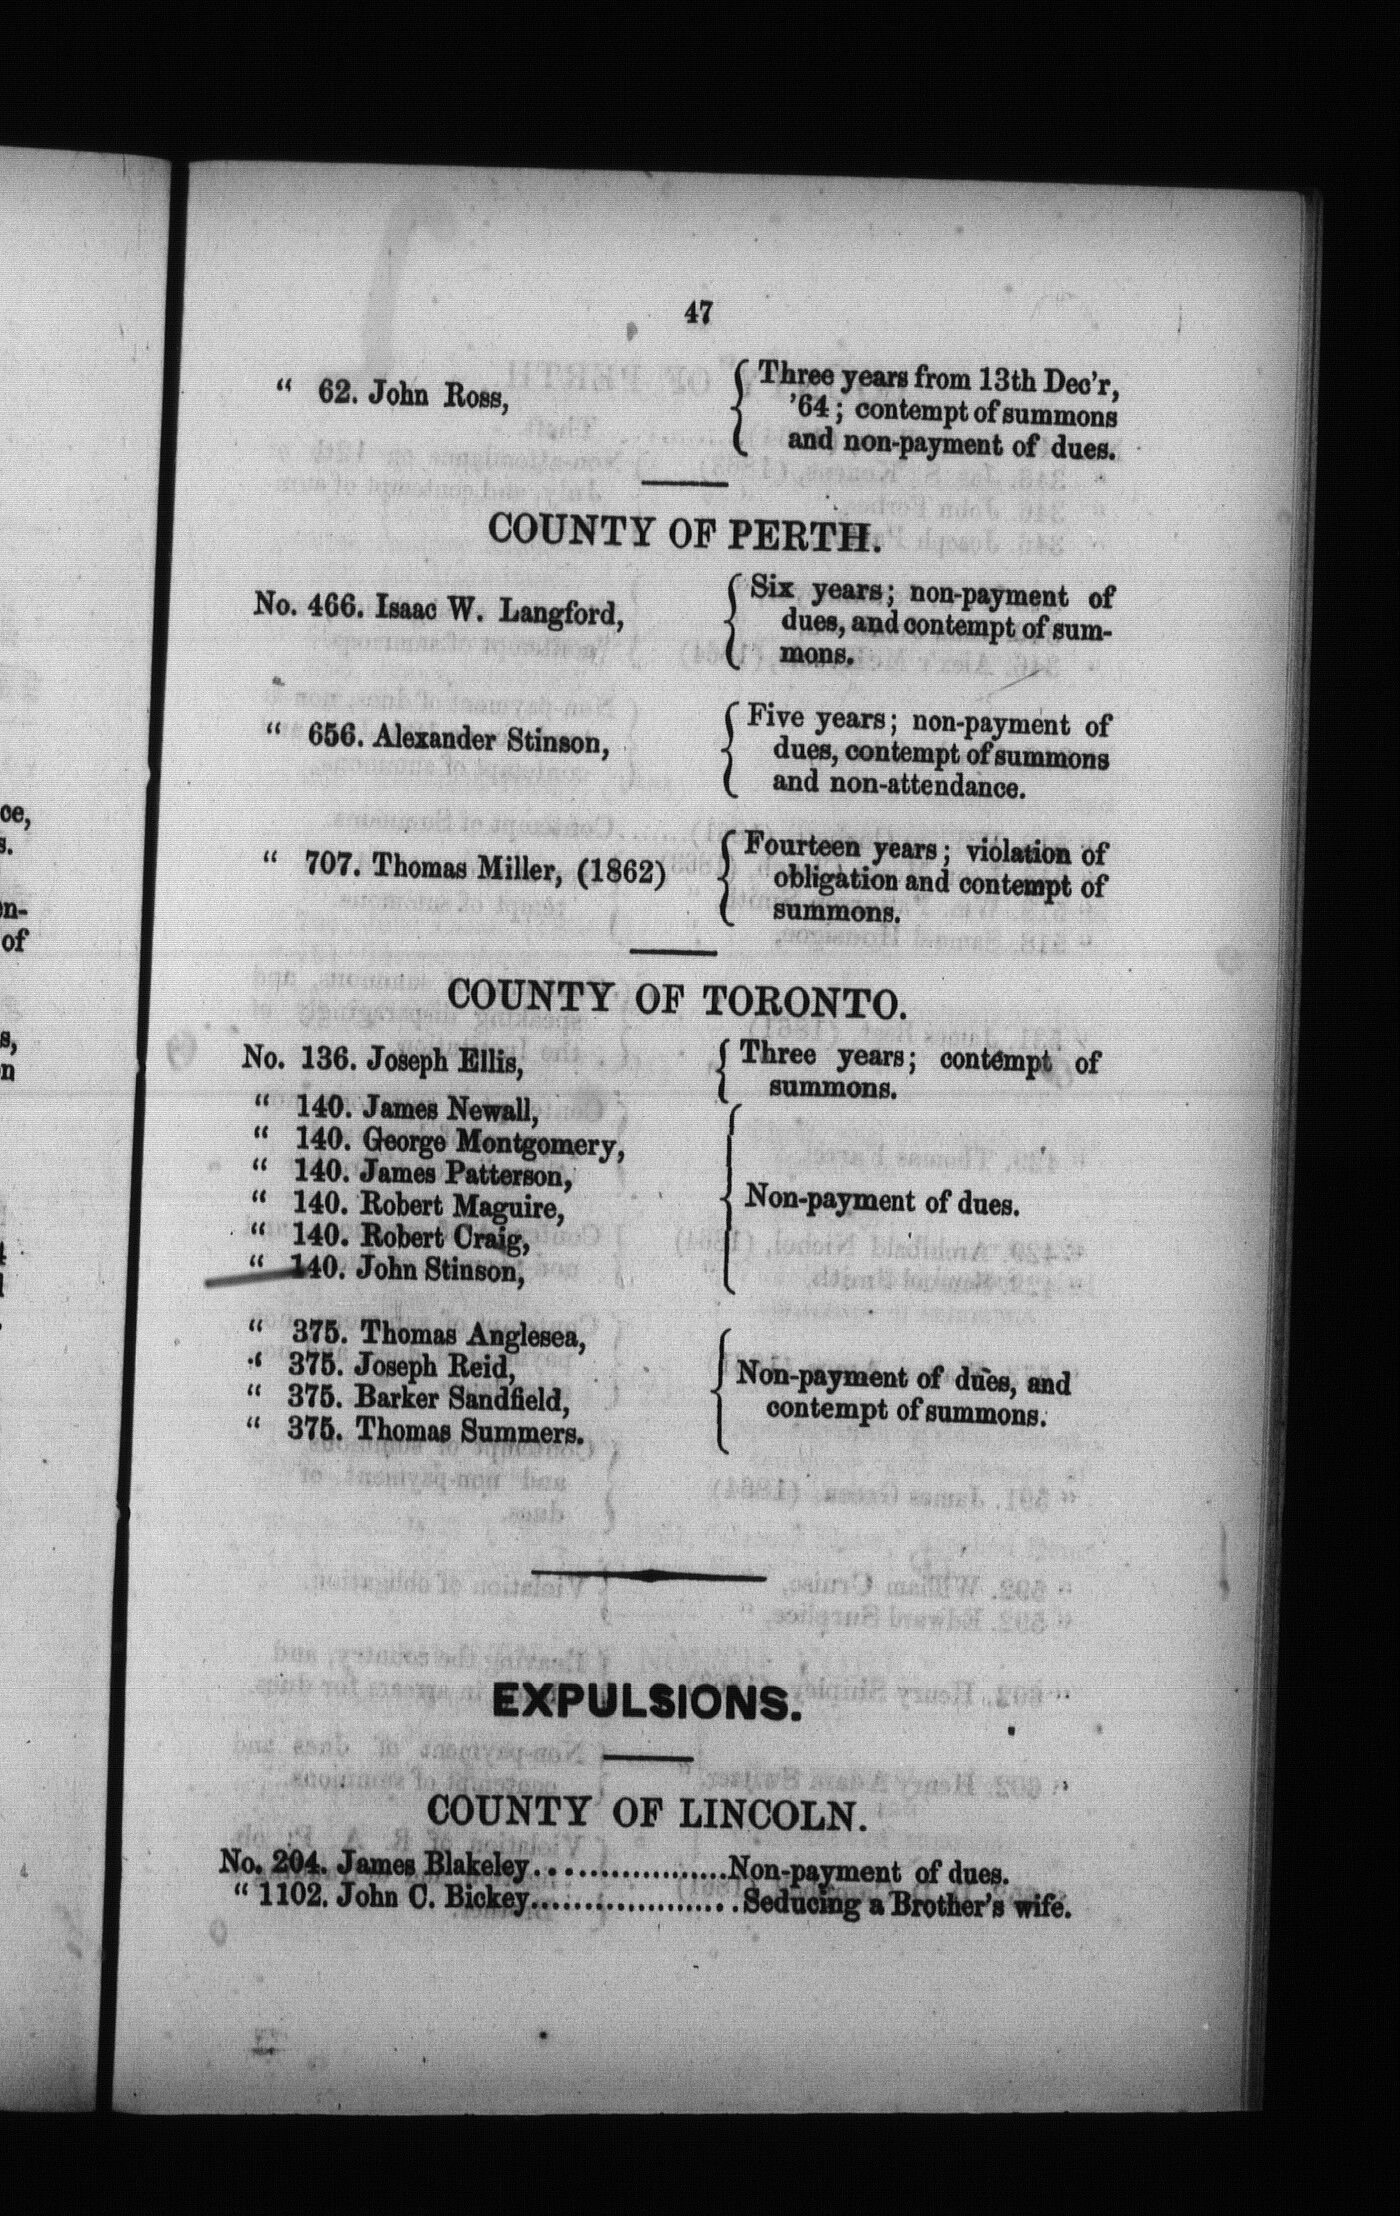 47
“ 62. John Ross,
Three years from 13th Dec'r,
'64 ; contempt of summons
and non-payment of dues.
COUNTY OF PERTH.
No. 466. Isaac W. Langford,
Six years; non-payment of
dues, and contempt of sum-
mons.
“ 656. Alexander Stinson,
Five years; non-payment of
dues, contempt of summons
and non-attendance.
“ 707. Thomas Miller, (1862)
Fourteen years; violation of
obligation and contempt of
summons.
COUNTY OF TORONTO.
No. 136. Joseph Ellis,
Three years; contempt of
summons.
“ 140. James Newall,
“ 140. George Montgomery,
“ 140. James Patterson,
“ 140. Robert Maguire,
“ 140. Robert Craig,
“ 140. John Stinson,
Non-payment of dues.
“ 375. Thomas Anglesea,
“ 375. Joseph Reid,
“ 375. Barker Sandfield,
“ 375. Thomas Summers.
Non-payment of dues, and
contempt of summons.
EXPULSIONS.
COUNTY OF LINCOLN.
No. 204. James Blakeley..................Non-payment of dues.
“ 1102. John C. Bickey...................Seducing a Brother's wife.